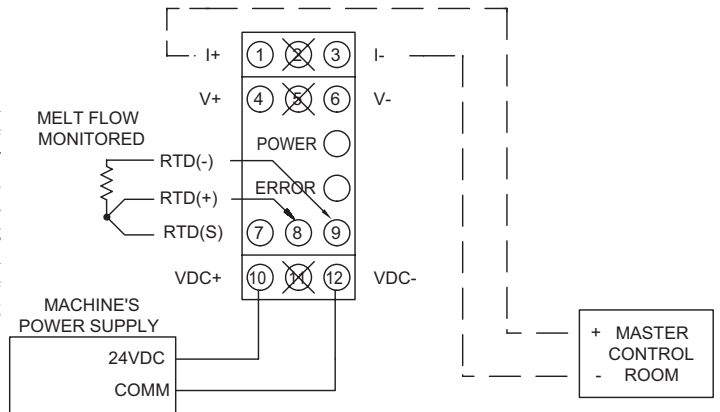 I+ 1 2 3 I-
V+ 4 5 6 V-
MELT FLOW
MONITORED
POWER
RTD(-)
ERROR
RTD(+)
RTD(S) 7 8 9
VDC+ 10 11 12 VDC-
MACHINE'S
POWER SUPPLY
24VDC
COMM
+ MASTER
CONTROL
- ROOM